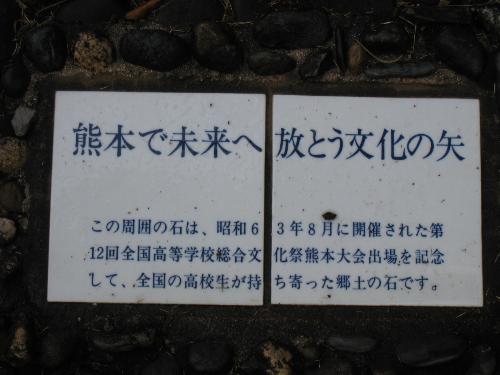 熊本で未来へ放とう文化の矢
この周囲の石は、昭和63年8月に開催された第
12回全国高等学校総合文化祭熊本大会出場を記念
して、全国の高校生が持ち寄った郷土の石です。